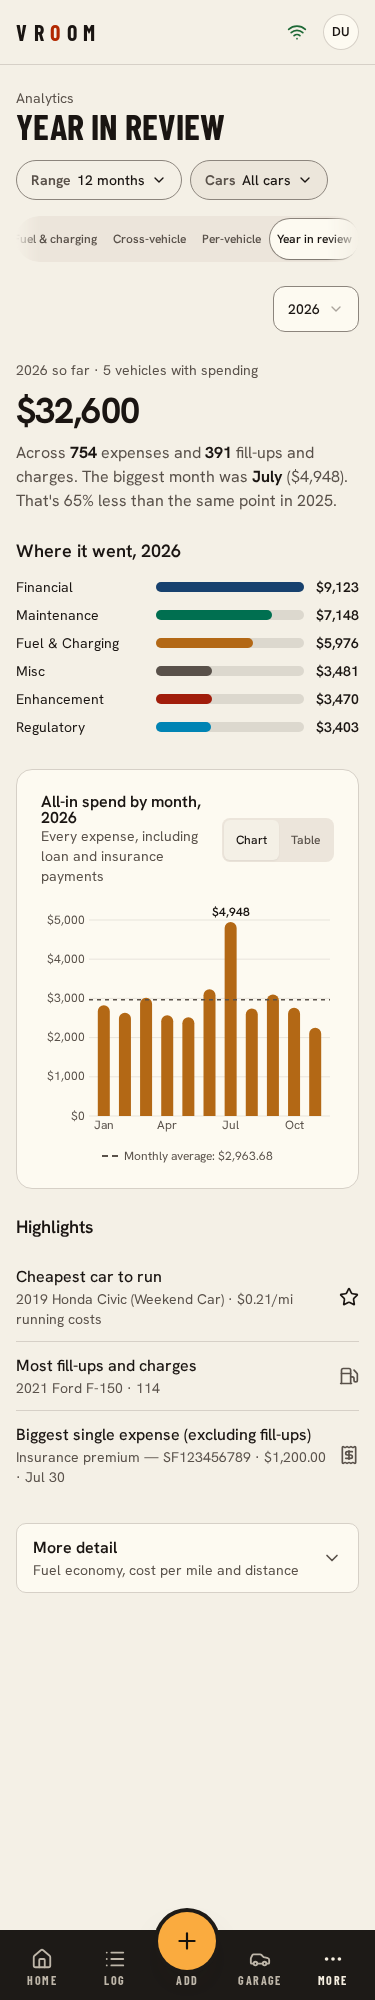 VROOM
DU
Analytics
YEAR IN REVIEW
Range 12 months
Cars All cars
uel & charging Cross-vehicle Per-vehicle Year in review
2026
2026 so far · 5 vehicles with spending
$32,600
Across 754 expenses and 391 fill-ups and
charges. The biggest month was July ($4,948).
That's 65% less than the same point in 2025.
Where it went, 2026
Financial $9,123
Maintenance $7,148
Fuel & Charging $5,976
Misc $3,481
Enhancement $3,470
Regulatory $3,403
All-in spend by month,
2026
Every expense, including
loan and insurance
payments
Chart Table
$4,948
$5,000
$4,000
$3,000
$2,000
$1,000
$0
Jan Apr Jul Oct
Monthly average: $2,963.68
Highlights
Cheapest car to run
2019 Honda Civic (Weekend Car) · $0.21/mi
running costs
Most fill-ups and charges
2021 Ford F-150 · 114
Biggest single expense (excluding fill-ups)
Insurance premium — SF123456789 · $1,200.00
· Jul 30
More detail
Fuel economy, cost per mile and distance
HOME LOG ADD GARAGE MORE